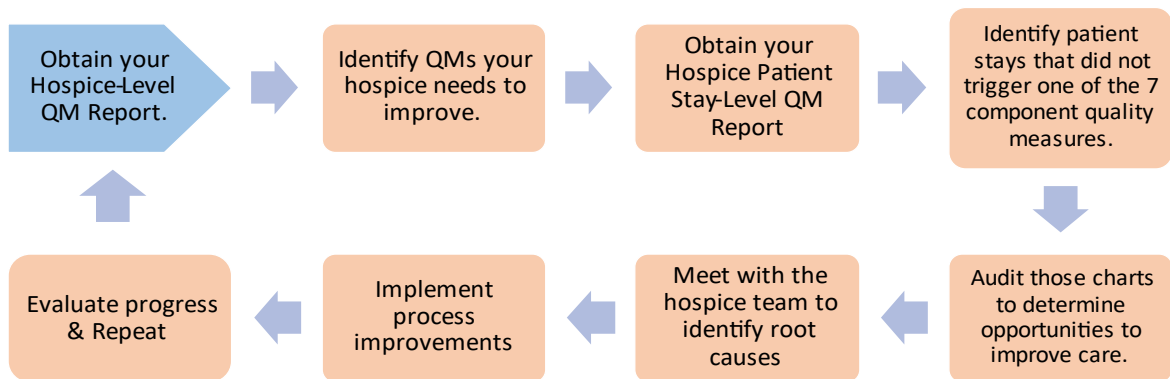 Obtain your
Hospice-Level
QM Report.
Identify QMs your
hospice needs to
improve.
Obtain your
Hospice Patient
Stay-Level QM
Report
Identify patient
stays that did not
trigger one of the 7
component quality
measures.
Audit those charts
to determine
opportunities to
improve care.
Meet with the
hospice team to
identify root
causes
Implement
process
improvements
Evaluate progress
& Repeat